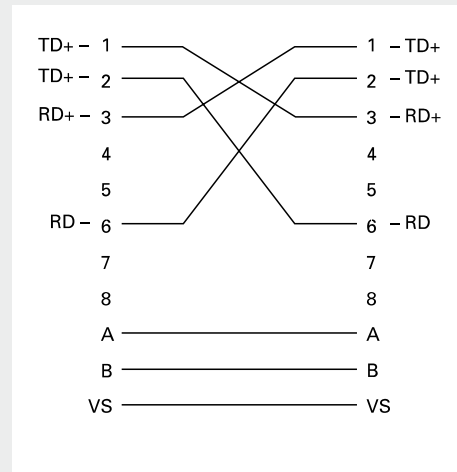 TD+ – 1 1 – TD+
TD+ – 2 2 – TD+
RD+ – 3 3 – RD+
4 4
5 5
RD – 6 6 – RD
7 7
8 8
A A
B B
VS VS